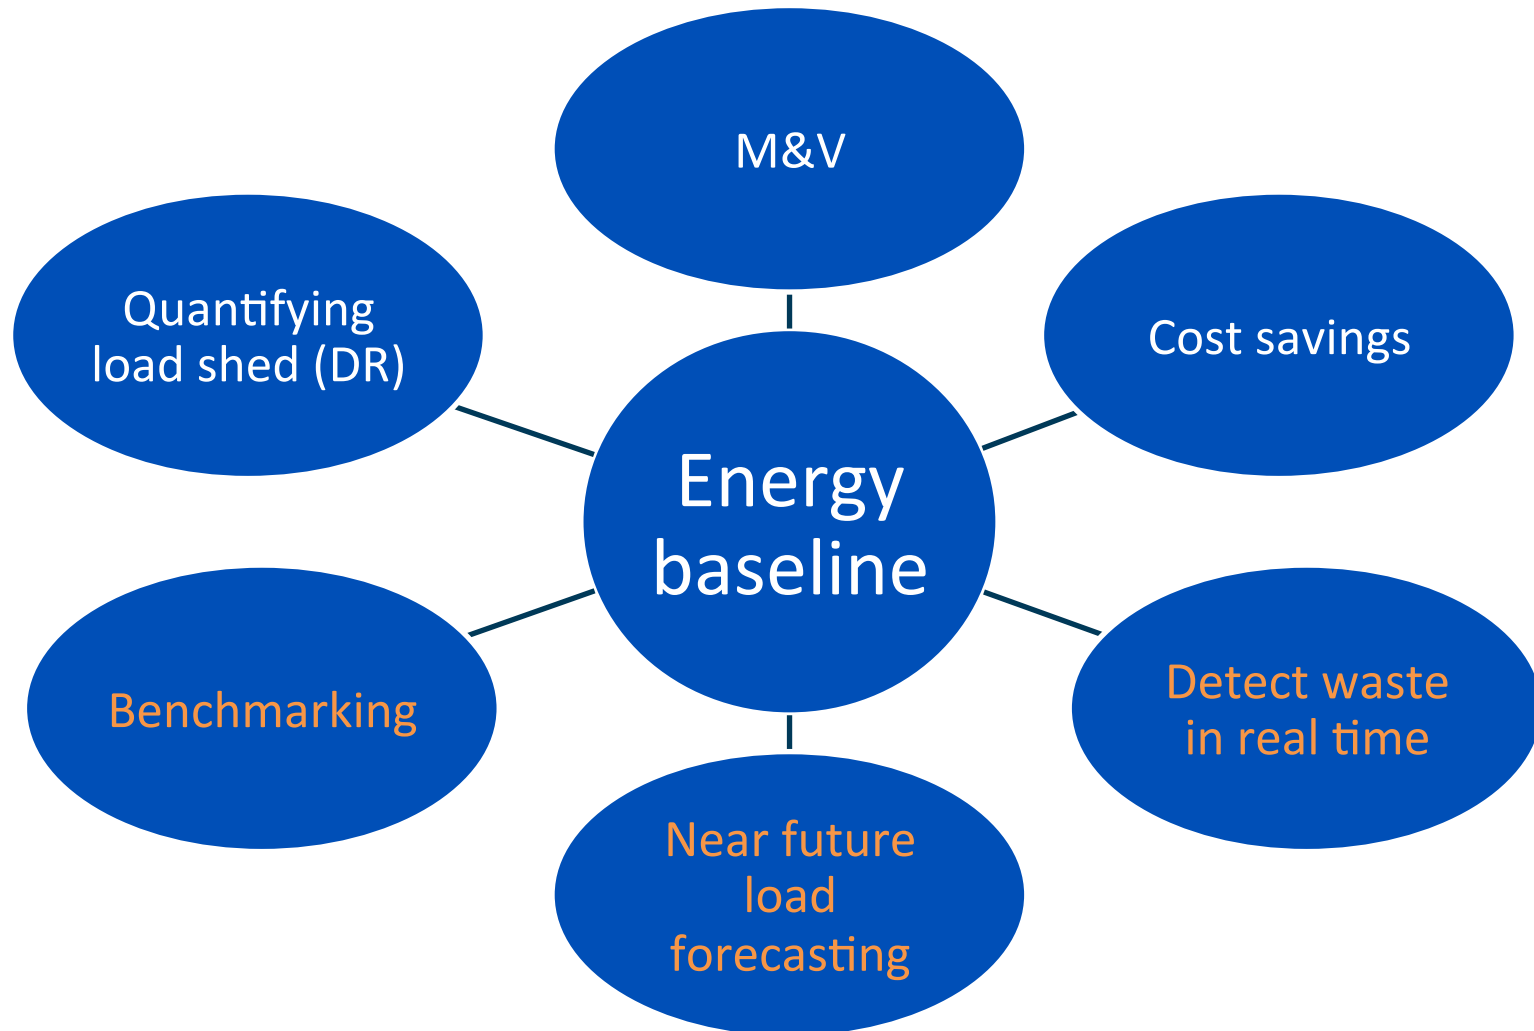 M&V
Quantifying
load shed (DR)
Cost savings
Energy
baseline
Benchmarking
Detect waste
in real time
Near future
load
forecasting